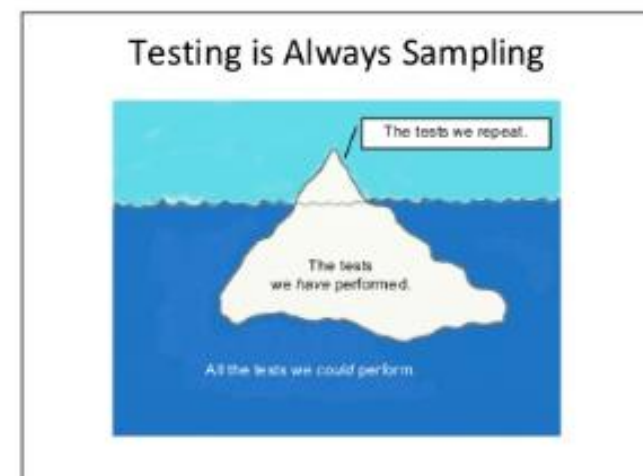 Testing is Always Sampling
The tests we repeat.
The tests
we have performed.
All the tests we could perform.